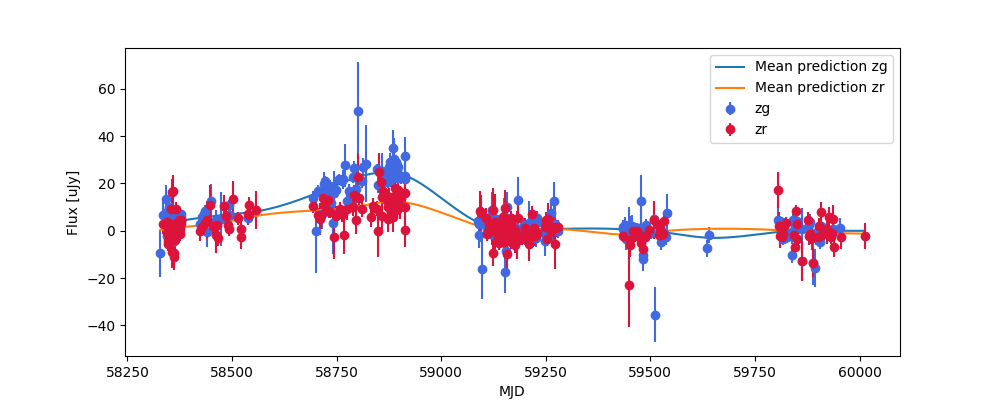 Mean prediction zg
Mean prediction zr
zg
zr
Flux [uJy]
60
40
20
0
−20
−40
58250
58500
58750
59000
59250
59500
59750
60000
MJD